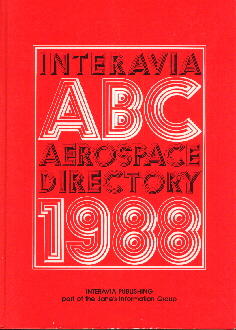 INTERAVIA
ABC
AEROSPACE
DIRECTORY
1988
INTERAVIA PUBLISHING
part of the Jane's Information Group